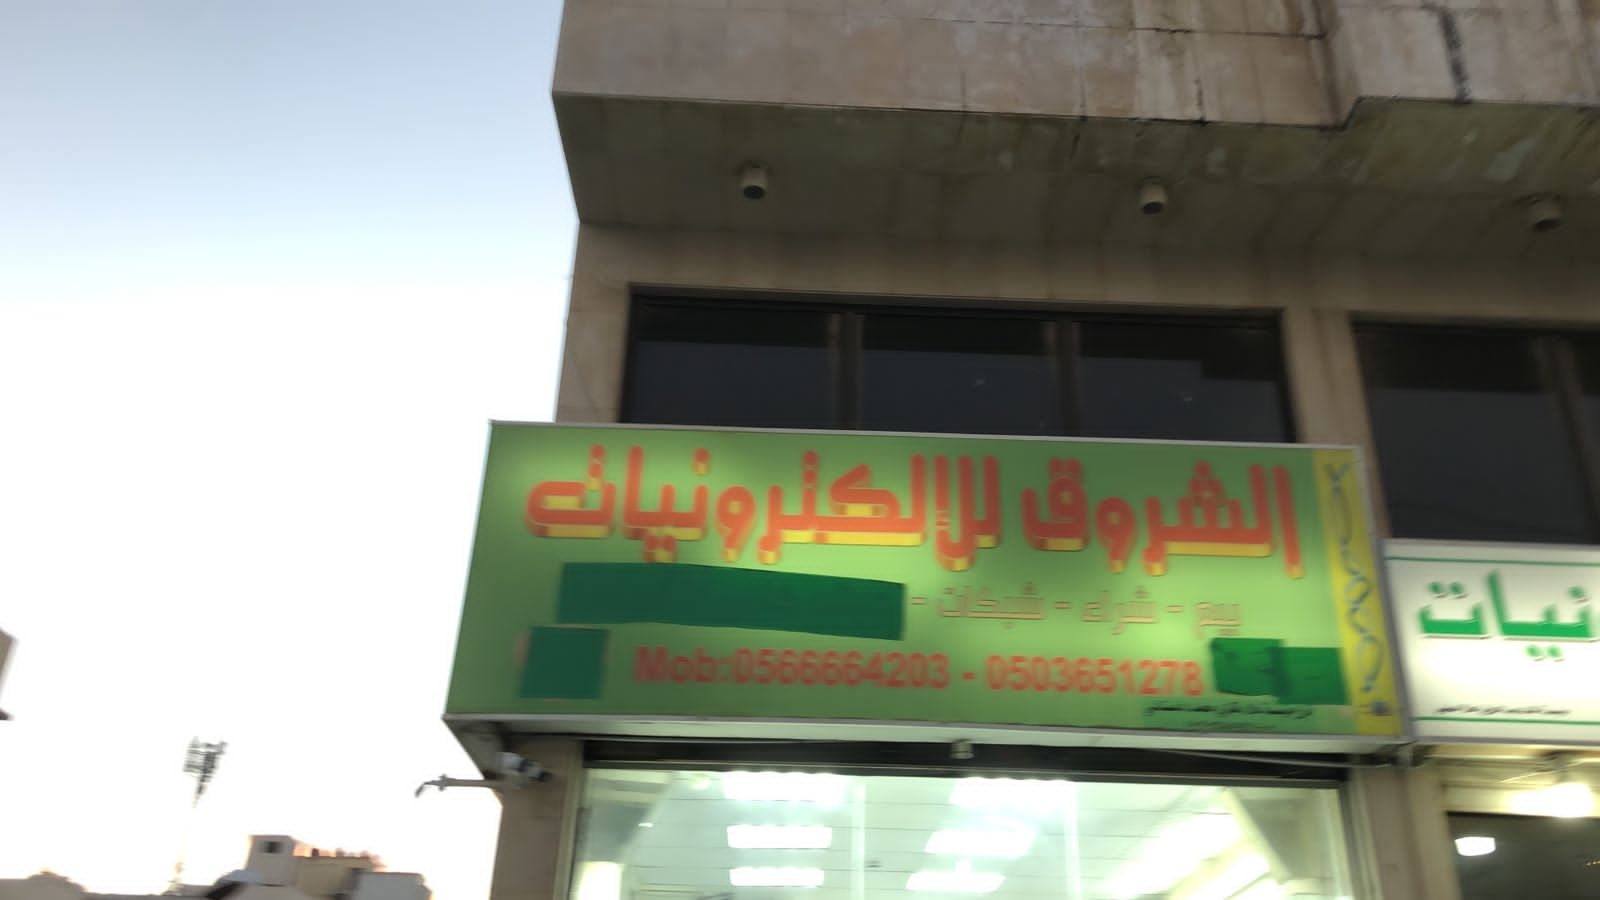 الشروق للإلكترونيات
بيع - شراء - شبكات -
Mob:0566664203 - 0503651278
نيات